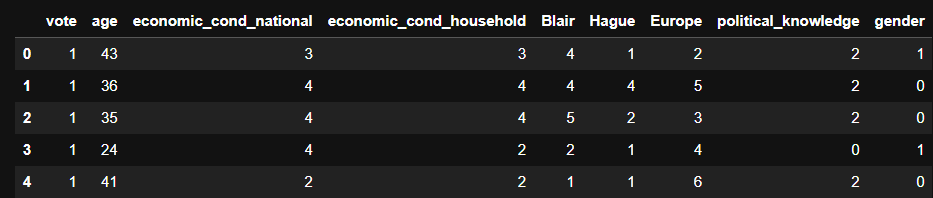 vote age economic_cond_national economic_cond_household Blair Hague Europe political_knowledge gender
0 1 43 3 3 4 1 2 2 1
1 1 36 4 4 4 4 5 2 0
2 1 35 4 4 5 2 3 2 0
3 1 24 4 2 2 1 4 0 1
4 1 41 2 2 1 1 6 2 0